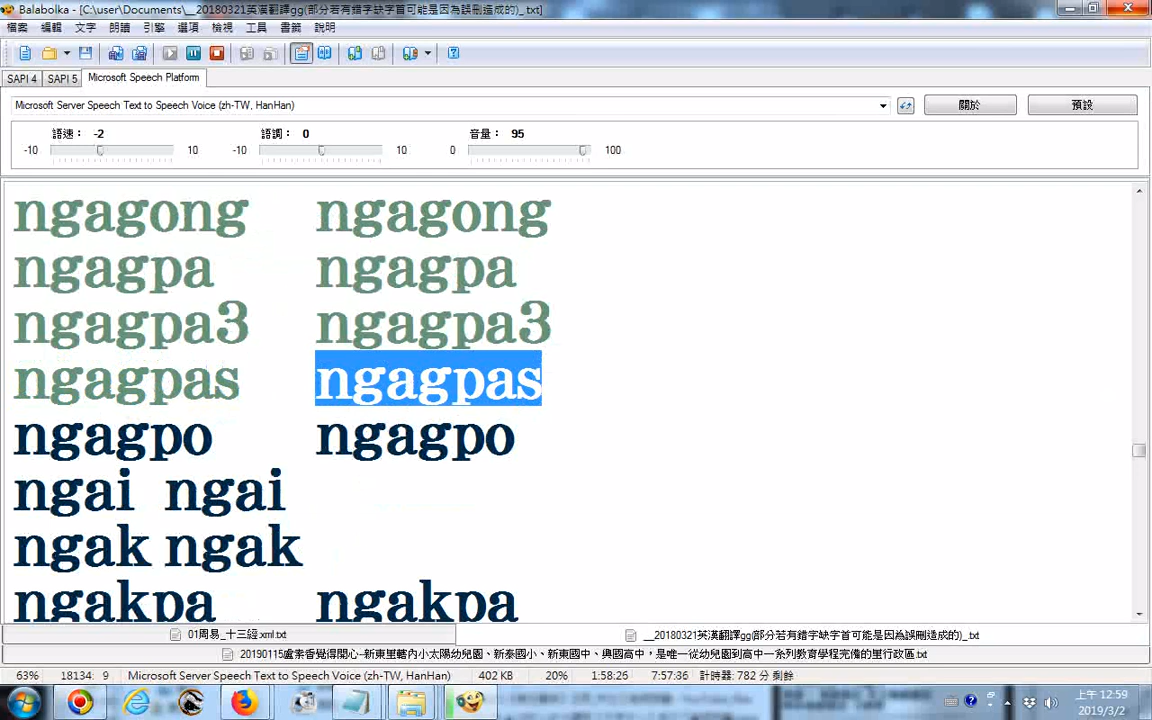 Balabolka - [C:\user\Documents\__20180321英漢翻譯gg(部分若有錯字缺字首可能是因為誤刪造成的)_.txt]
檔案 編輯 文字 朗讀 引擎 選項 檢視 工具 書籤 說明
SAPI 4 SAPI 5 Microsoft Speech Platform
Microsoft Server Speech Text to Speech Voice (zh-TW, HanHan) 關於 預設
語速： -2 語調： 0 音量： 95
-10 10 -10 10 0 100
ngagong ngagong
ngagpa ngagpa
ngagpa3 ngagpa3
ngagpas ngagpas
ngagpo ngagpo
ngai ngai
ngak ngak
ngakpa ngakpa
01周易_十三經.xml.txt __20180321英漢翻譯gg(部分若有錯字缺字首可能是因為誤刪造成的)_.txt
20190115盧素香覺得開心-新東里轄內小太陽幼兒園、新泰國小、新東國中、興國高中，是唯一從幼兒園到高中一系列教育學程完備的里行政區.txt
63% 18134: 9 Microsoft Server Speech Text to Speech Voice (zh-TW, HanHan) 402 KB 20% 1:58:25 7:57:36 計時器: 782 分 剩餘
上午 12:59
2019/3/2